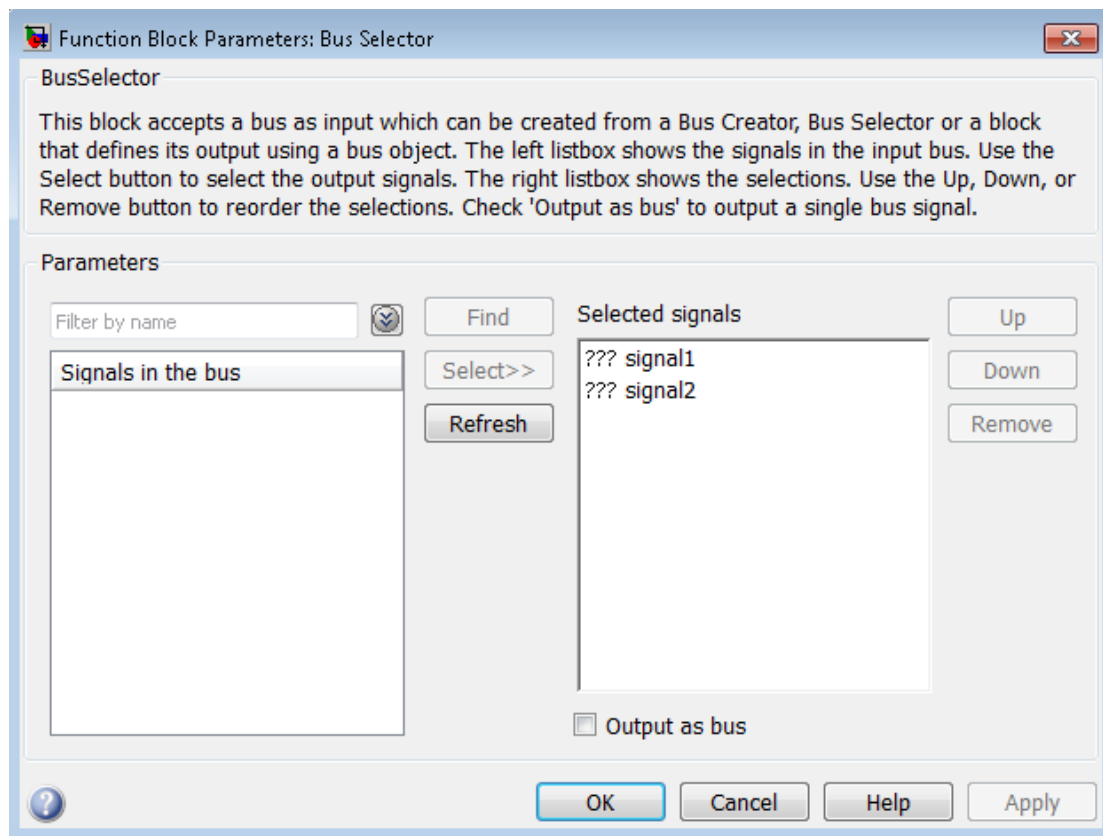 Function Block Parameters: Bus Selector
BusSelector
This block accepts a bus as input which can be created from a Bus Creator, Bus Selector or a block
that defines its output using a bus object. The left listbox shows the signals in the input bus. Use the
Select button to select the output signals. The right listbox shows the selections. Use the Up, Down, or
Remove button to reorder the selections. Check 'Output as bus' to output a single bus signal.
Parameters
Filter by name
Find
Selected signals
Up
Signals in the bus
Select>>
??? signal1
Down
??? signal2
Refresh
Remove
Output as bus
OK
Cancel
Help
Apply